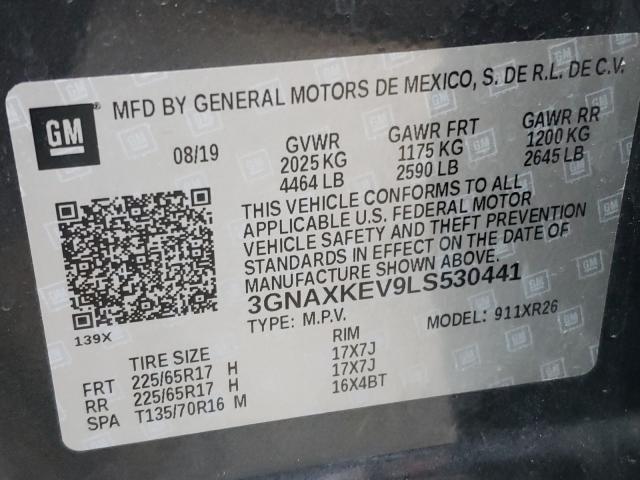 GM
MFD BY GENERAL MOTORS DE MEXICO, S. DE R.L. DE C.V.
08/19
GVWR GAWR FRT GAWR RR
2025 KG 1175 KG 1200 KG
4464 LB 2590 LB 2645 LB
THIS VEHICLE CONFORMS TO ALL
APPLICABLE U.S. FEDERAL MOTOR
VEHICLE SAFETY AND THEFT PREVENTION
STANDARDS IN EFFECT ON THE DATE OF
MANUFACTURE SHOWN ABOVE.
3GNAXKEV9LS530441
TYPE: M.P.V. MODEL: 911XR26
139X
TIRE SIZE RIM
FRT 225/65R17 H 17X7J
RR 225/65R17 H 17X7J
SPA T135/70R16 M 16X4BT